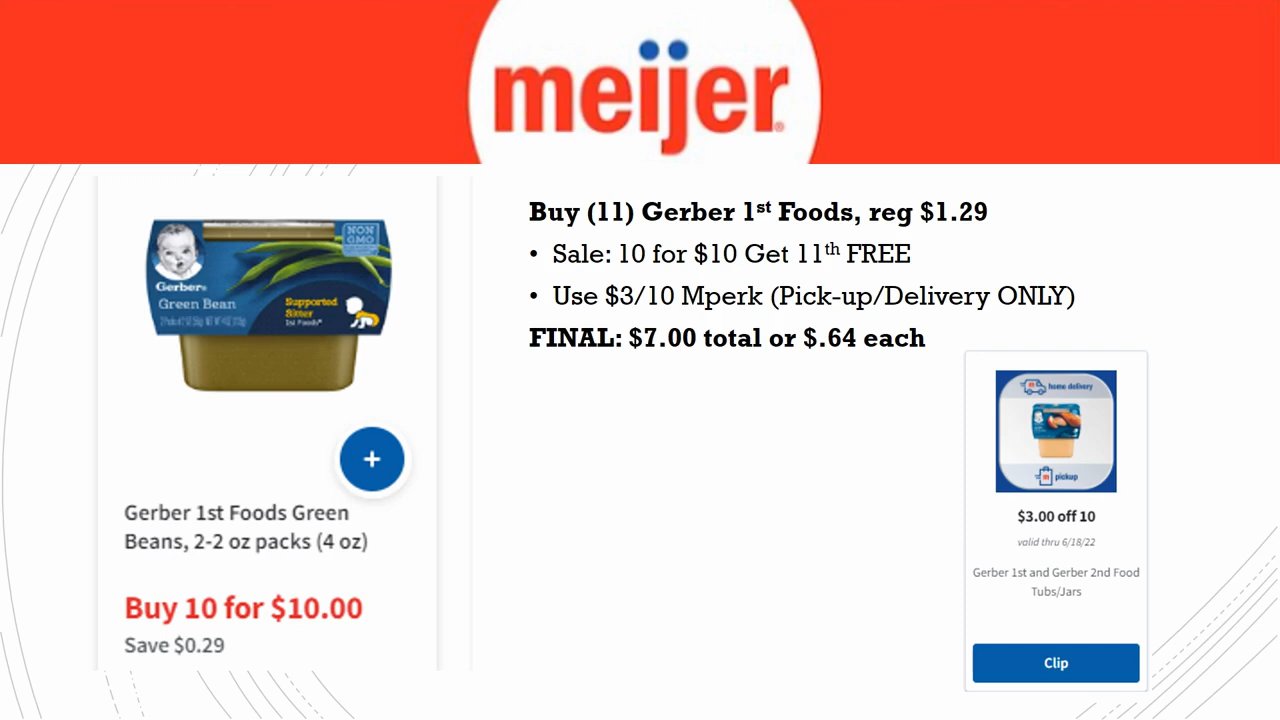 meijer
Buy (11) Gerber 1st Foods, reg $1.29
• Sale: 10 for $10 Get 11th FREE
• Use $3/10 Mperk (Pick-up/Delivery ONLY)
FINAL: $7.00 total or $.64 each
NON
GMO
Gerber®
Green Bean
Supported
Sitter
1st Foods®
+
Gerber 1st Foods Green
Beans, 2-2 oz packs (4 oz)
Buy 10 for $10.00
Save $0.29
m home delivery
m pickup
$3.00 off 10
valid thru 6/18/22
Gerber 1st and Gerber 2nd Food
Tubs/Jars
Clip